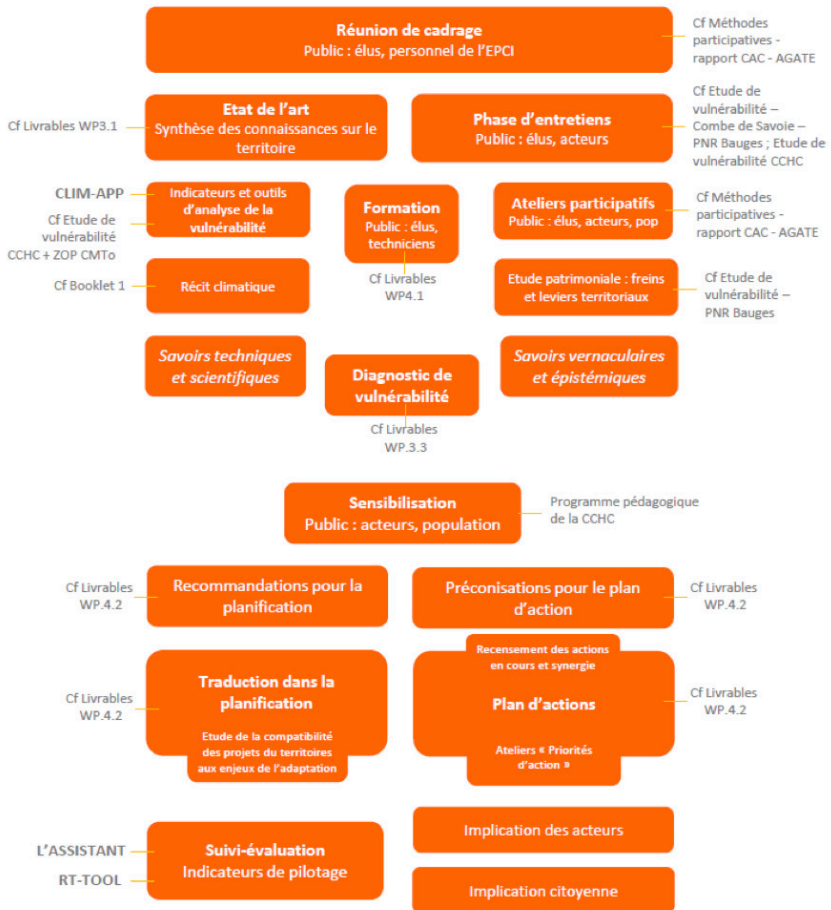 Réunion de cadrage
Public : élus, personnel de l'EPCI
Cf Méthodes
participatives -
rapport CAC - AGATE
Cf Livrables WP3.1
Etat de l'art
Synthèse des connaissances sur le
territoire
Phase d'entretiens
Public : élus, acteurs
Cf Etude de
vulnérabilité –
Combe de Savoie –
PNR Bauges ; Etude de
vulnérabilité CCHC
CLIM-APP
Cf Etude de
vulnérabilité
CCHC + ZOP CMTo
Indicateurs et outils
d'analyse de la
vulnérabilité
Formation
Public : élus,
techniciens
Cf Livrables
WP4.1
Ateliers participatifs
Public : élus, acteurs, pop
Cf Méthodes
participatives -
rapport CAC - AGATE
Cf Booklet 1
Récit climatique
Etude patrimoniale : freins
et leviers territoriaux
Cf Etude de
vulnérabilité –
PNR Bauges
Savoirs techniques
et scientifiques
Diagnostic de
vulnérabilité
Cf Livrables
WP.3.3
Savoirs vernaculaires
et épistémiques
Sensibilisation
Public : acteurs, population
Programme pédagogique
de la CCHC
Cf Livrables
WP.4.2
Recommandations pour la
planification
Préconisations pour le plan
d'action
Cf Livrables
WP.4.2
Cf Livrables
WP.4.2
Traduction dans la
planification
Etude de la compatibilité
des projets du territoires
aux enjeux de l'adaptation
Recensement des actions
en cours et synergie
Plan d'actions
Ateliers « Priorités
d'action »
Cf Livrables
WP.4.2
L'ASSISTANT
RT-TOOL
Suivi-évaluation
Indicateurs de pilotage
Implication des acteurs
Implication citoyenne